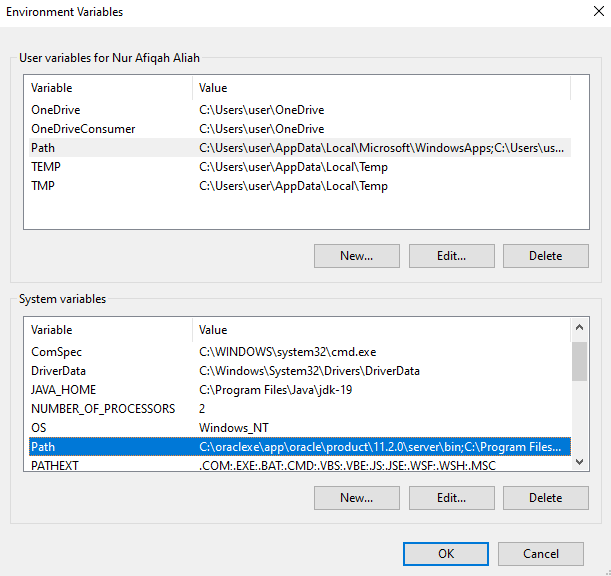 Environment Variables
User variables for Nur Afiqah Aliah
Variable Value
OneDrive C:\Users\user\OneDrive
OneDriveConsumer C:\Users\user\OneDrive
Path C:\Users\user\AppData\Local\Microsoft\WindowsApps;C:\Users\us...
TEMP C:\Users\user\AppData\Local\Temp
TMP C:\Users\user\AppData\Local\Temp
New... Edit... Delete
System variables
Variable Value
ComSpec C:\WINDOWS\system32\cmd.exe
DriverData C:\Windows\System32\Drivers\DriverData
JAVA_HOME C:\Program Files\Java\jdk-19
NUMBER_OF_PROCESSORS 2
OS Windows_NT
Path C:\oraclexe\app\oracle\product\11.2.0\server\bin;C:\Program Files...
PATHEXT .COM;.EXE;.BAT;.CMD;.VBS;.VBE;.JS;.JSE;.WSF;.WSH;.MSC
New... Edit... Delete
OK Cancel